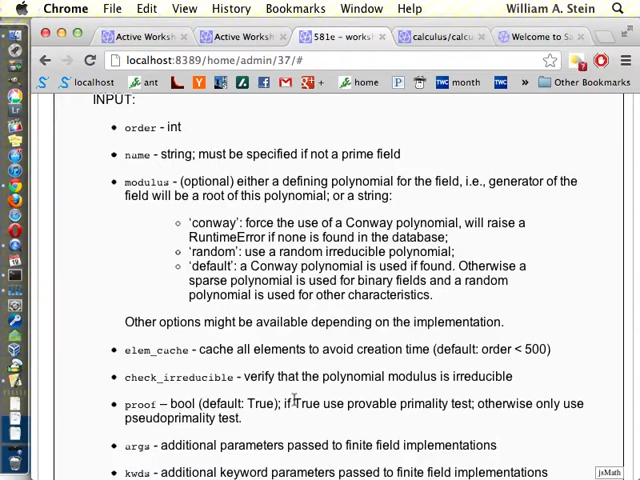 Chrome File Edit View History Bookmarks Window Help William A. Stein
Active Works Active Works 581e – works calculus/calcu Welcome to Sa
localhost:8389/home/admin/37/#
localhost ant home TWC month TWC » Other Bookmarks
INPUT:
• order - int
• name - string; must be specified if not a prime field
• modulus - (optional) either a defining polynomial for the field, i.e., generator of the
field will be a root of this polynomial; or a string:
◦ ‘conway’: force the use of a Conway polynomial, will raise a
RuntimeError if none is found in the database;
◦ ‘random’: use a random irreducible polynomial;
◦ ‘default’: a Conway polynomial is used if found. Otherwise a
sparse polynomial is used for binary fields and a random
polynomial is used for other characteristics.
Other options might be available depending on the implementation.
• elem_cache - cache all elements to avoid creation time (default: order < 500)
• check_irreducible - verify that the polynomial modulus is irreducible
• proof – bool (default: True); if True use provable primality test; otherwise only use
pseudoprimality test.
• args - additional parameters passed to finite field implementations
• kwds - additional keyword parameters passed to finite field implementations
jsMath